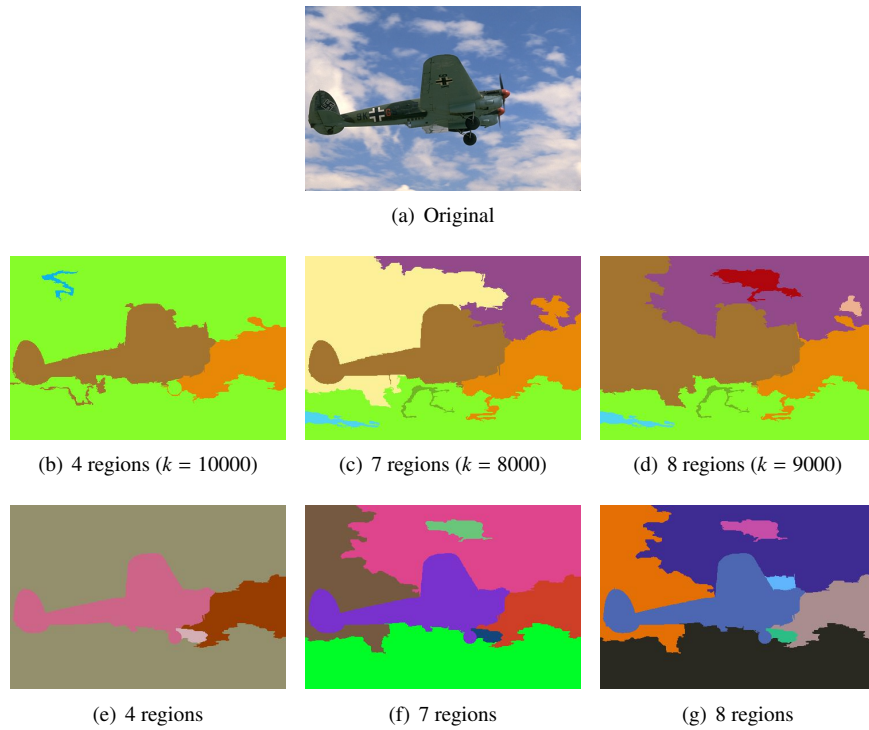 (a) Original
(b) 4 regions (k = 10000)
(c) 7 regions (k = 8000)
(d) 8 regions (k = 9000)
(e) 4 regions
(f) 7 regions
(g) 8 regions